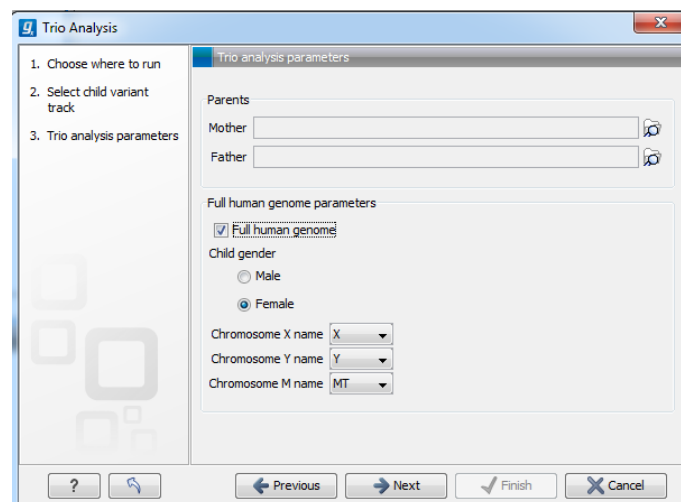 Trio Analysis
1. Choose where to run
2. Select child variant
track
3. Trio analysis parameters
Trio analysis parameters
Parents
Mother
Father
Full human genome parameters
Full human genome
Child gender
Male
Female
Chromosome X name X
Chromosome Y name Y
Chromosome M name MT
? Previous Next Finish Cancel